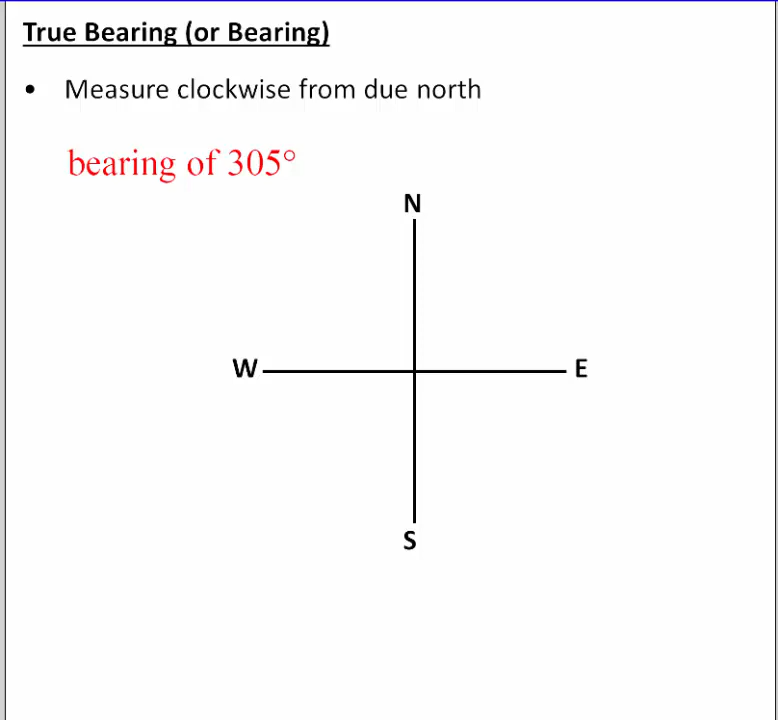 True Bearing (or Bearing)
• Measure clockwise from due north
bearing of 305°
N
W E
S